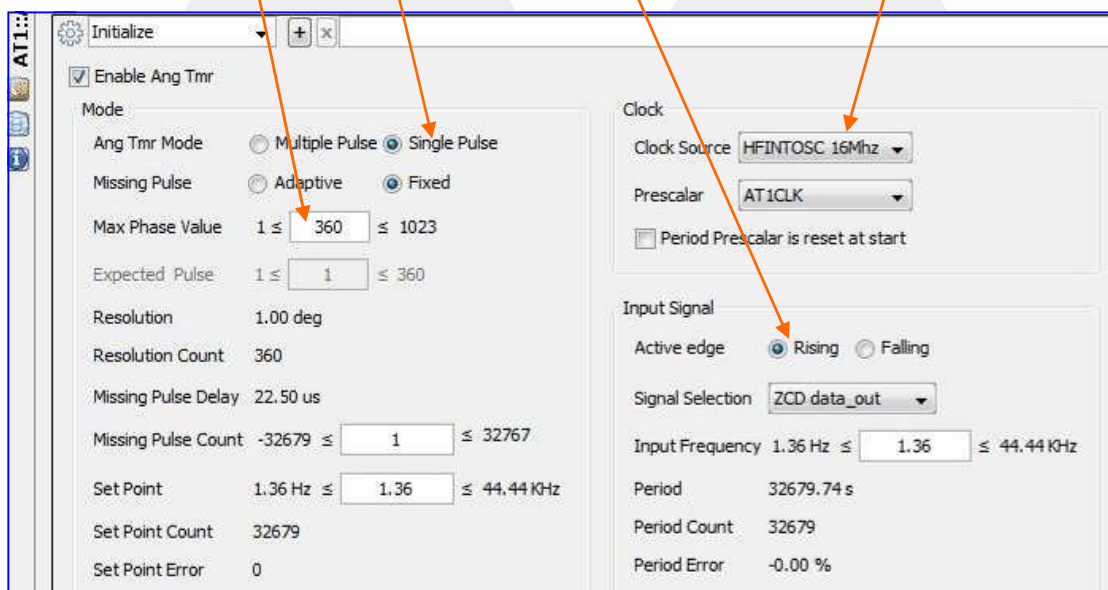 AT1::
Initialize + x
Enable Ang Tmr
Mode
Ang Tmr Mode Multiple Pulse Single Pulse
Missing Pulse Adaptive Fixed
Max Phase Value 1 ≤ 360 ≤ 1023
Expected Pulse 1 ≤ 1 ≤ 360
Resolution 1.00 deg
Resolution Count 360
Missing Pulse Delay 22.50 us
Missing Pulse Count -32679 ≤ 1 ≤ 32767
Set Point 1.36 Hz ≤ 1.36 ≤ 44.44 KHz
Set Point Count 32679
Set Point Error 0
Clock
Clock Source HFINTOSC 16Mhz
Prescalar AT1CLK
Period Prescalar is reset at start
Input Signal
Active edge Rising Falling
Signal Selection ZCD data_out
Input Frequency 1.36 Hz ≤ 1.36 ≤ 44.44 KHz
Period 32679.74 s
Period Count 32679
Period Error -0.00 %